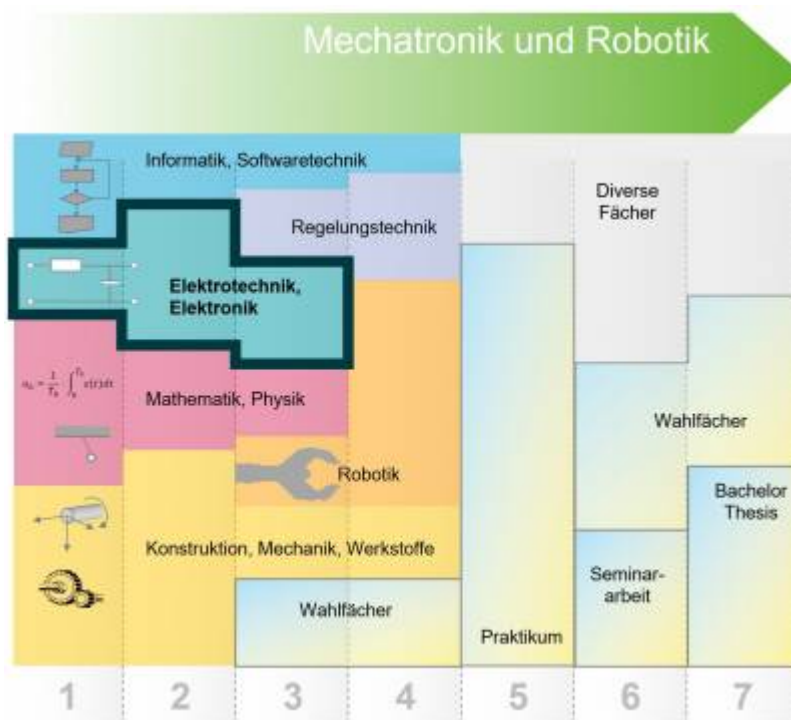 Mechatronik und Robotik
Informatik, Softwaretechnik
Diverse
Fächer
Regelungstechnik
Elektrotechnik,
Elektronik
Mathematik, Physik
Wahlfächer
Robotik
Bachelor
Thesis
Konstruktion, Mechanik, Werkstoffe
Seminar-
arbeit
Wahlfächer
Praktikum
1 2 3 4 5 6 7